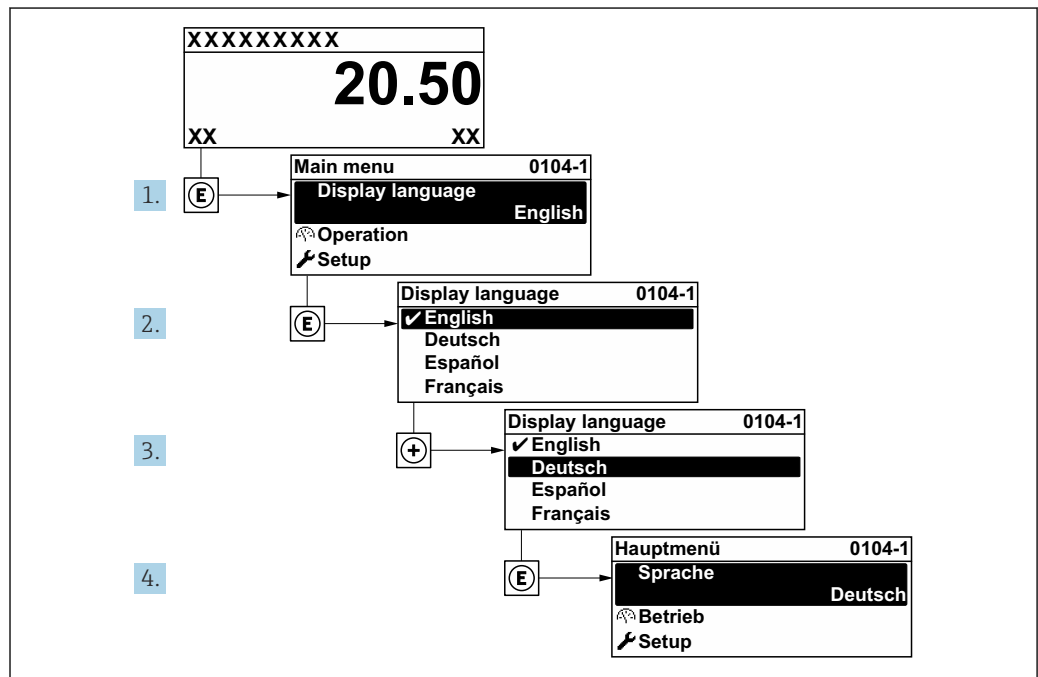 XXXXXXXXX
20.50
XX XX
1. E
Main menu 0104-1
Display language
English
Operation
Setup
2. E
Display language 0104-1
✔English
Deutsch
Español
Français
3. +
Display language 0104-1
✔English
Deutsch
Español
Français
4. E
Hauptmenü 0104-1
Sprache
Deutsch
Betrieb
Setup